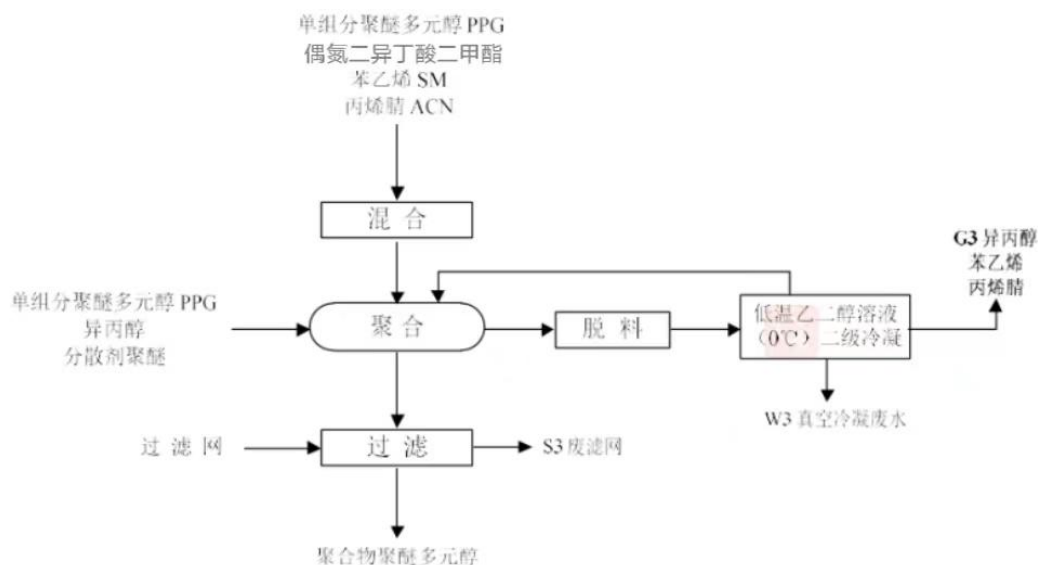 单组分聚醚多元醇 PPG
偶氮二异丁酸二甲酯
苯乙烯 SM
丙烯腈 ACN
混 合
G3 异丙醇
苯乙烯
丙烯腈
单组分聚醚多元醇 PPG
异丙醇
分散剂聚醚
聚 合
脱 料
低温乙二醇溶液
（0℃）二级冷凝
W3 真空冷凝废水
过 滤 网
过 滤
S3 废滤网
聚合物聚醚多元醇